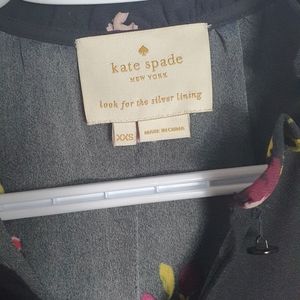 kate spade
NEW YORK
look for the silver lining
XXS
MADE IN CHINA